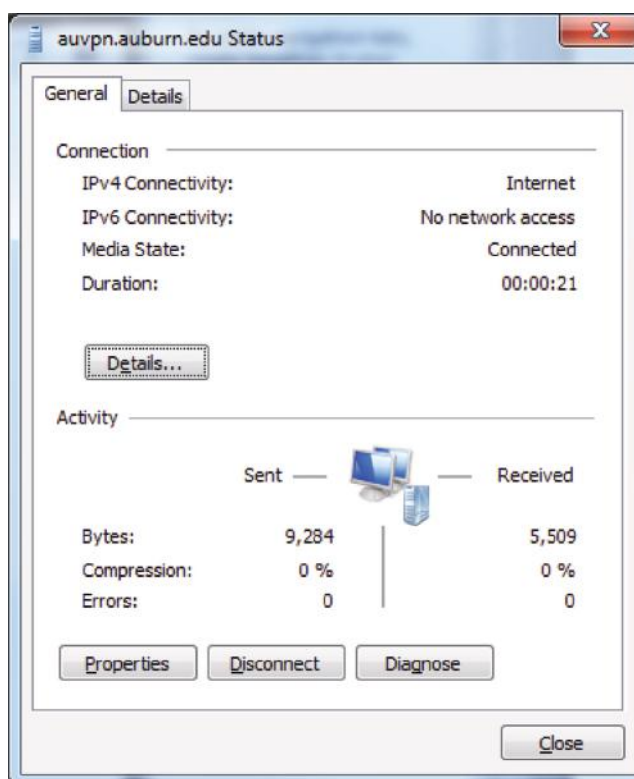 auvpn.auburn.edu Status
General Details
Connection
IPv4 Connectivity: Internet
IPv6 Connectivity: No network access
Media State: Connected
Duration: 00:00:21
Details...
Activity
Sent Received
Bytes: 9,284 5,509
Compression: 0 % 0 %
Errors: 0 0
Properties Disconnect Diagnose
Close